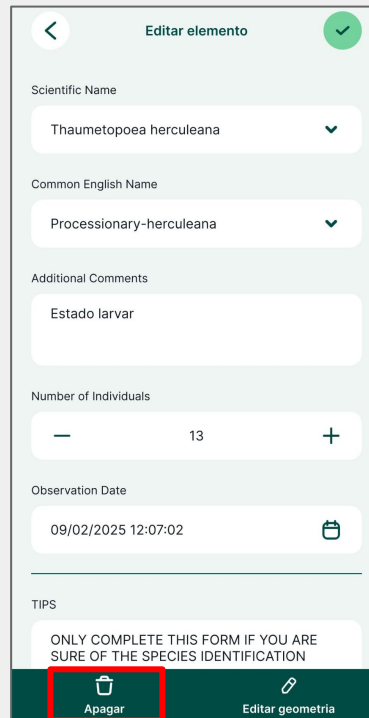 Editar elemento
Scientific Name
Thaumetopoea herculeana
Common English Name
Processionary-herculeana
Additional Comments
Estado larvar
Number of Individuals
13
Observation Date
09/02/2025 12:07:02
TIPS
ONLY COMPLETE THIS FORM IF YOU ARE
SURE OF THE SPECIES IDENTIFICATION
Apagar
Editar geometria